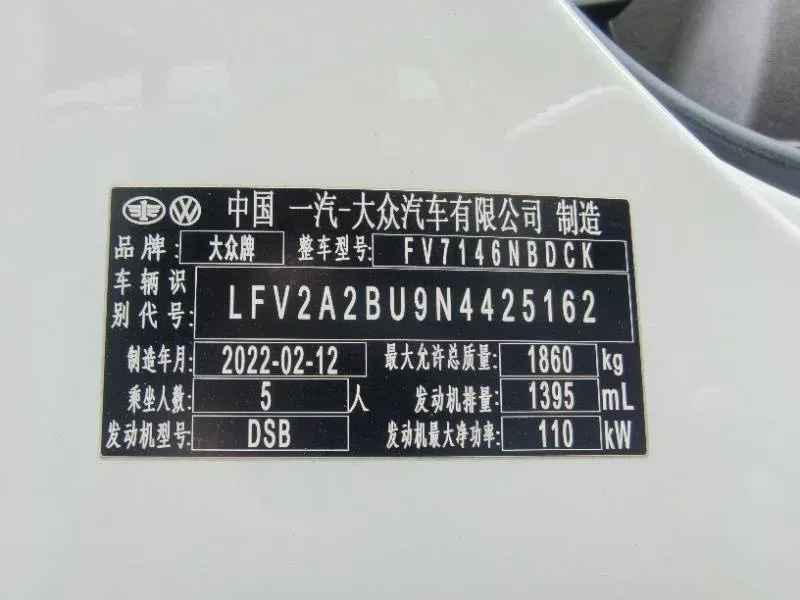 中国 一汽-大众汽车有限公司 制造
品牌: 大众牌 整车型号: FV7146NBDCK
车辆识别代号: LFV2A2BU9N4425162
制造年月: 2022-02-12 最大允许总质量: 1860 kg
乘坐人数: 5 人 发动机排量: 1395 mL
发动机型号: DSB 发动机最大净功率: 110 kW